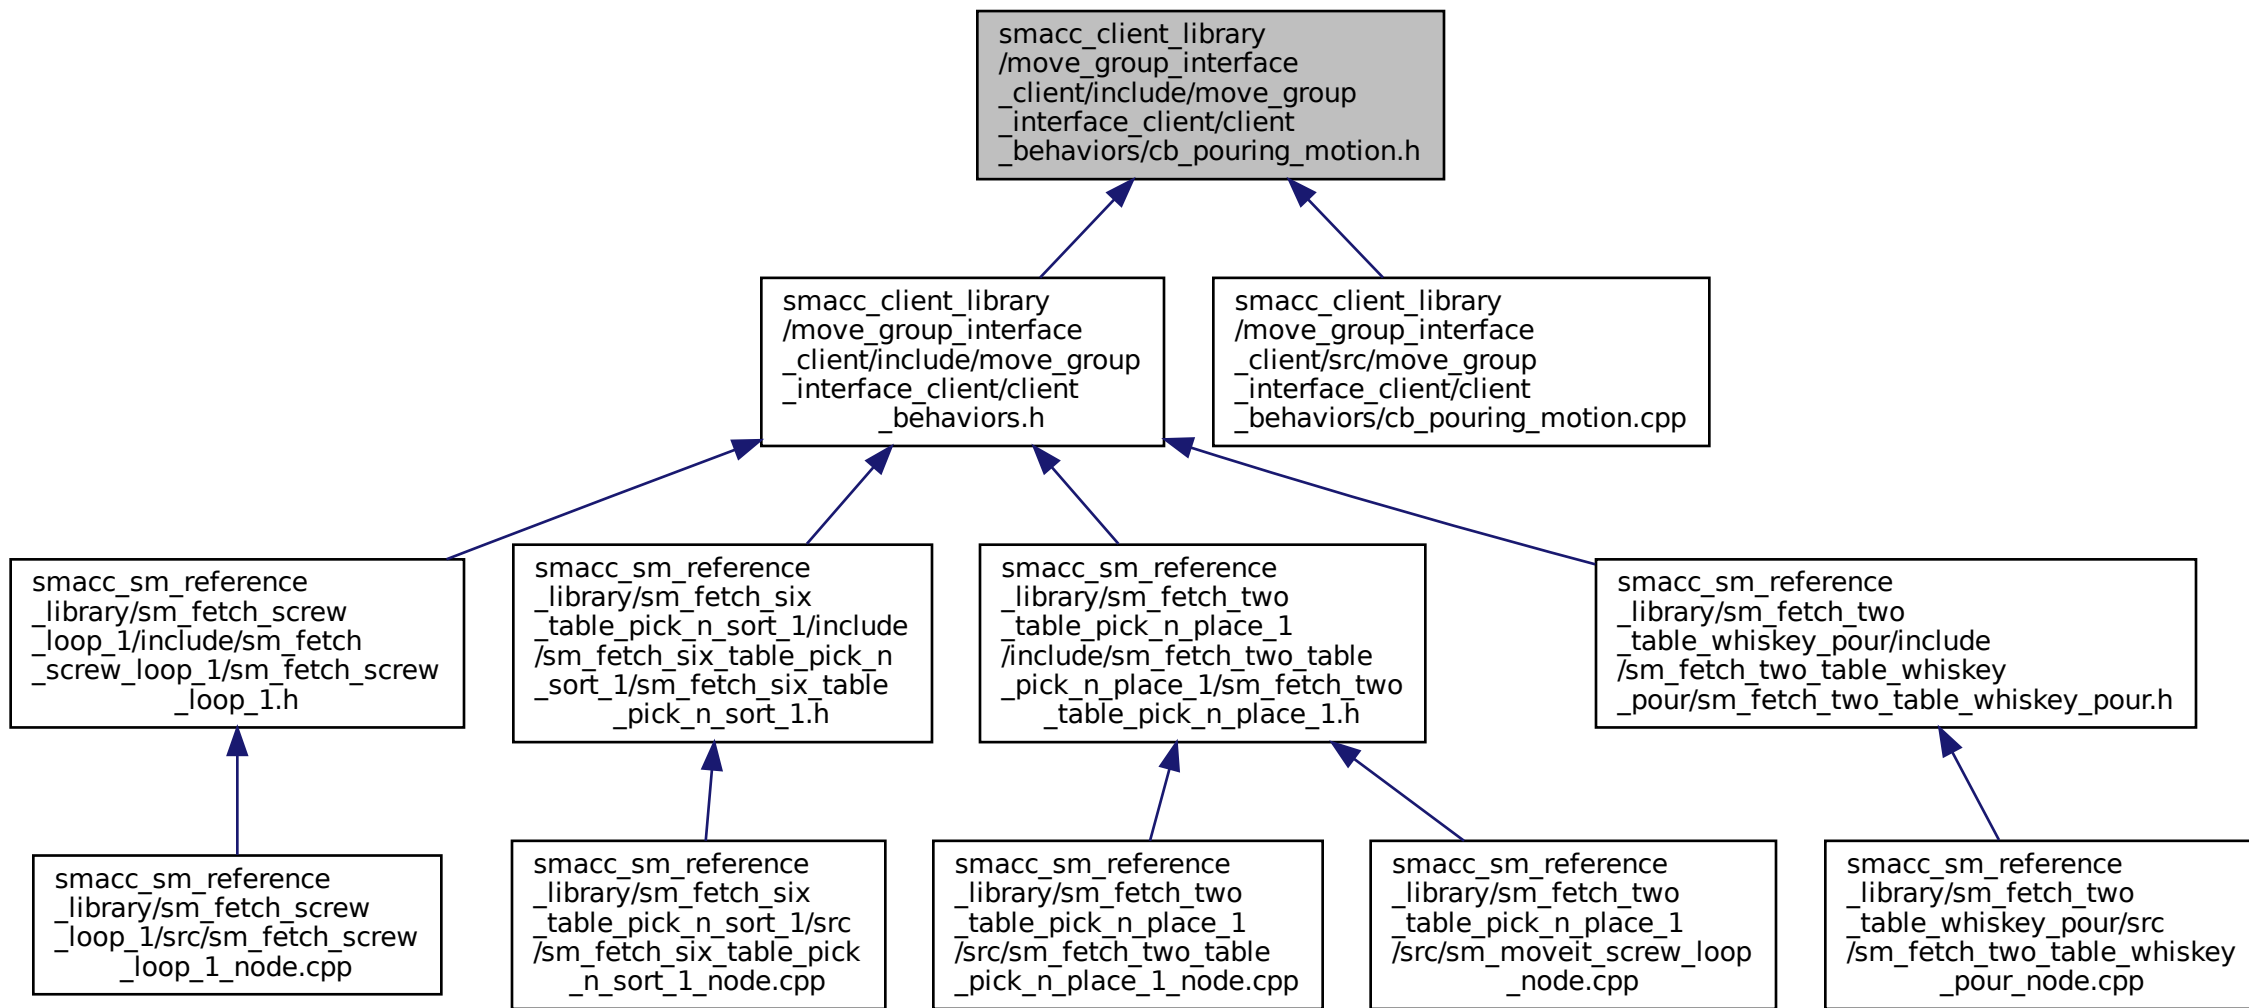 smacc_client_library
/move_group_interface
_client/include/move_group
_interface_client/client
_behaviors/cb_pouring_motion.h
smacc_client_library
/move_group_interface
_client/include/move_group
_interface_client/client
_behaviors.h
smacc_client_library
/move_group_interface
_client/src/move_group
_interface_client/client
_behaviors/cb_pouring_motion.cpp
smacc_sm_reference
_library/sm_fetch_screw
_loop_1/include/sm_fetch
_screw_loop_1/sm_fetch_screw
_loop_1.h
smacc_sm_reference
_library/sm_fetch_six
_table_pick_n_sort_1/include
/sm_fetch_six_table_pick_n
_sort_1/sm_fetch_six_table
_pick_n_sort_1.h
smacc_sm_reference
_library/sm_fetch_two
_table_pick_n_place_1
/include/sm_fetch_two_table
_pick_n_place_1/sm_fetch_two
_table_pick_n_place_1.h
smacc_sm_reference
_library/sm_fetch_two
_table_whiskey_pour/include
/sm_fetch_two_table_whiskey
_pour/sm_fetch_two_table_whiskey_pour.h
smacc_sm_reference
_library/sm_fetch_screw
_loop_1/src/sm_fetch_screw
_loop_1_node.cpp
smacc_sm_reference
_library/sm_fetch_six
_table_pick_n_sort_1/src
/sm_fetch_six_table_pick
_n_sort_1_node.cpp
smacc_sm_reference
_library/sm_fetch_two
_table_pick_n_place_1
/src/sm_fetch_two_table
_pick_n_place_1_node.cpp
smacc_sm_reference
_library/sm_fetch_two
_table_pick_n_place_1
/src/sm_moveit_screw_loop
_node.cpp
smacc_sm_reference
_library/sm_fetch_two
_table_whiskey_pour/src
/sm_fetch_two_table_whiskey
_pour_node.cpp